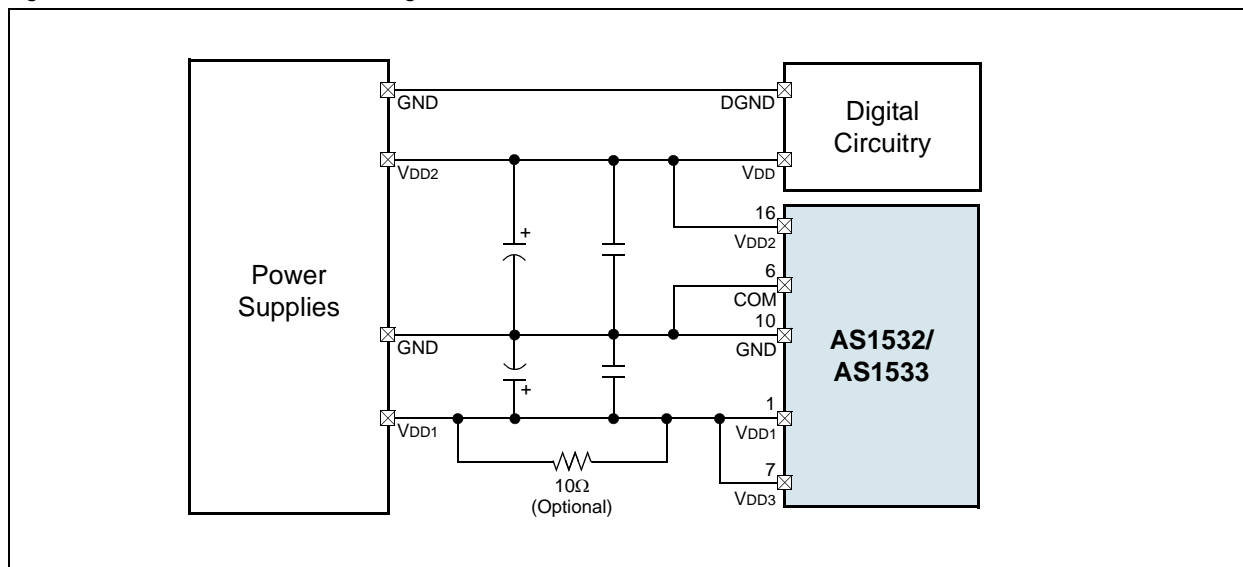 Power
Supplies
GND
VDD2
GND
VDD1
+
+
10Ω
(Optional)
DGND
VDD
Digital
Circuitry
16
VDD2
6
COM
10
GND
1
VDD1
7
VDD3
AS1532/
AS1533